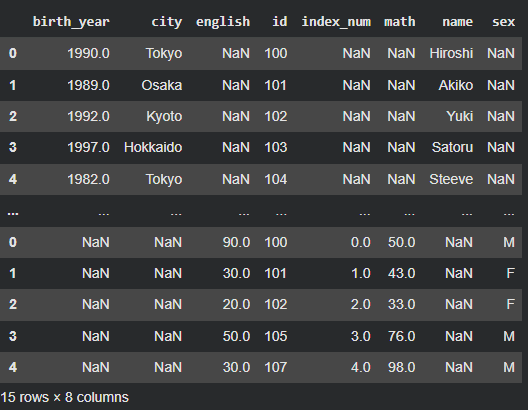 birth_year city english id index_num math name sex
0 1990.0 Tokyo NaN 100 NaN NaN Hiroshi NaN
1 1989.0 Osaka NaN 101 NaN NaN Akiko NaN
2 1992.0 Kyoto NaN 102 NaN NaN Yuki NaN
3 1997.0 Hokkaido NaN 103 NaN NaN Satoru NaN
4 1982.0 Tokyo NaN 104 NaN NaN Steeve NaN
... ... ... ... ... ... ... ... ...
0 NaN NaN 90.0 100 0.0 50.0 NaN M
1 NaN NaN 30.0 101 1.0 43.0 NaN F
2 NaN NaN 20.0 102 2.0 33.0 NaN F
3 NaN NaN 50.0 105 3.0 76.0 NaN M
4 NaN NaN 30.0 107 4.0 98.0 NaN M
15 rows × 8 columns